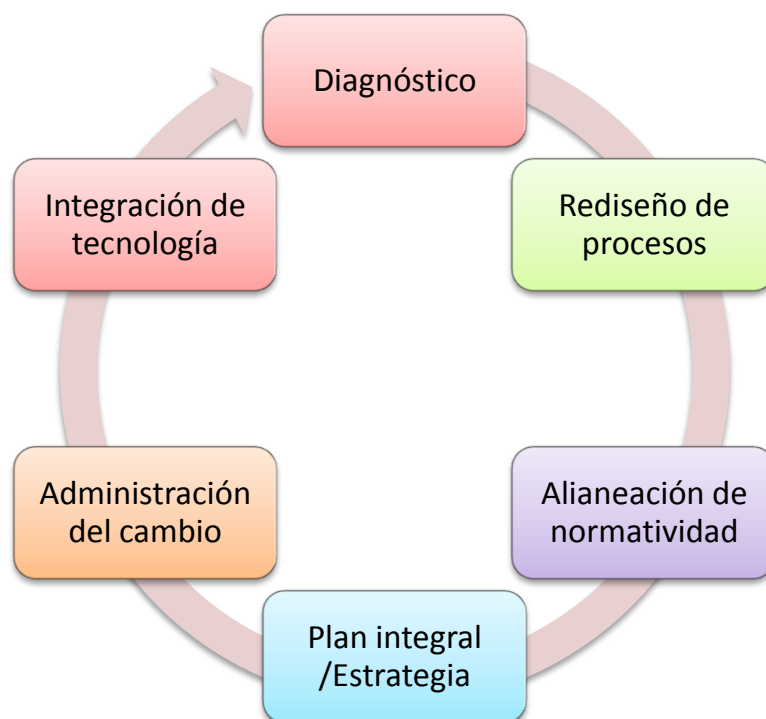 Diagnóstico
Rediseño de
procesos
Alianeación de
normatividad
Plan integral
/Estrategia
Administración
del cambio
Integración de
tecnología